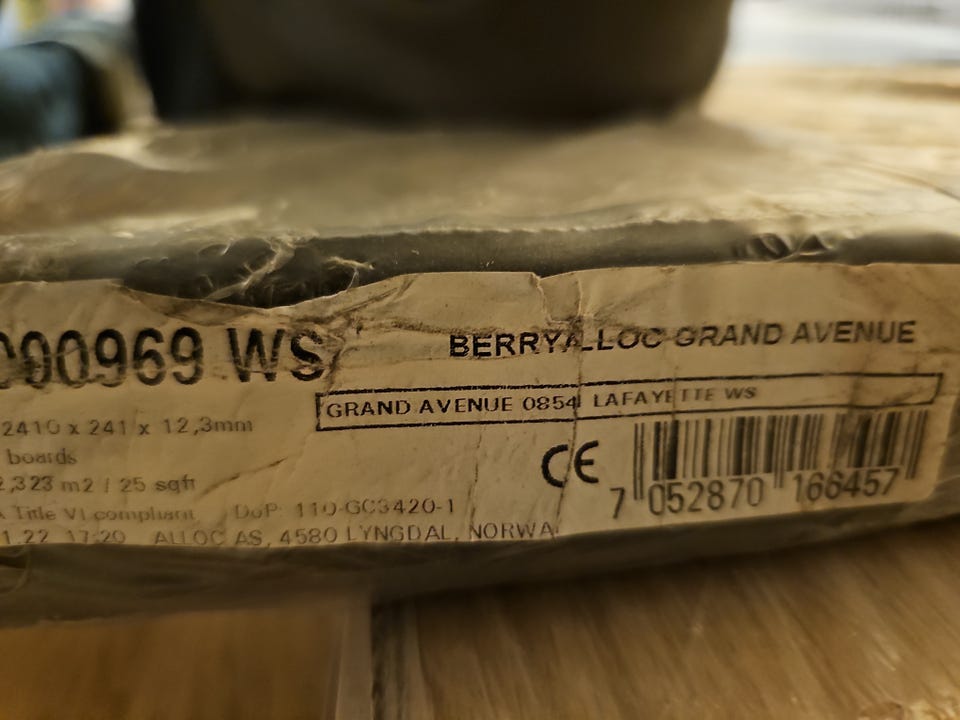 000969 WS
BERRYALLOC GRAND AVENUE
GRAND AVENUE 0854 LAFAYETTE WS
2410 x 241 x 12,3mm
boards
2,323 m2 / 25 sqft
A Title VI compliant DoP 110-GC3420-1
1.22 17:20 ALLOC AS, 4580 LYNGDAL, NORWA
CE
7 052870 166457